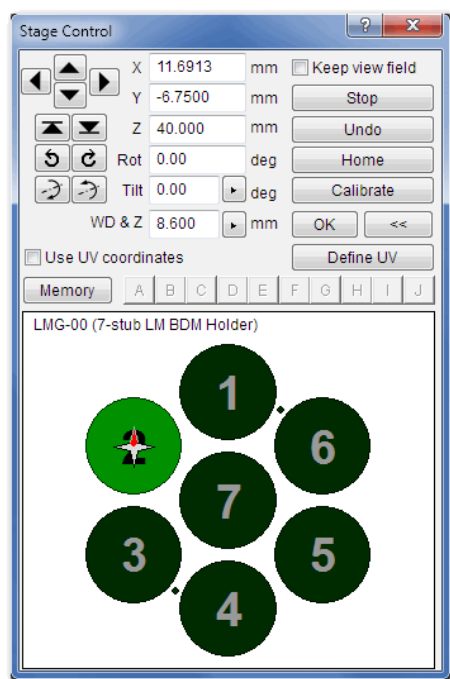 Stage Control ? X
X 11.6913 mm Keep view field
Y -6.7500 mm Stop
Z 40.000 mm Undo
Rot 0.00 deg Home
Tilt 0.00 deg Calibrate
WD & Z 8.600 mm OK <<
Use UV coordinates Define UV
Memory A B C D E F G H I J
LMG-00 (7-stub LM BDM Holder)
1
2
6
7
3
5
4